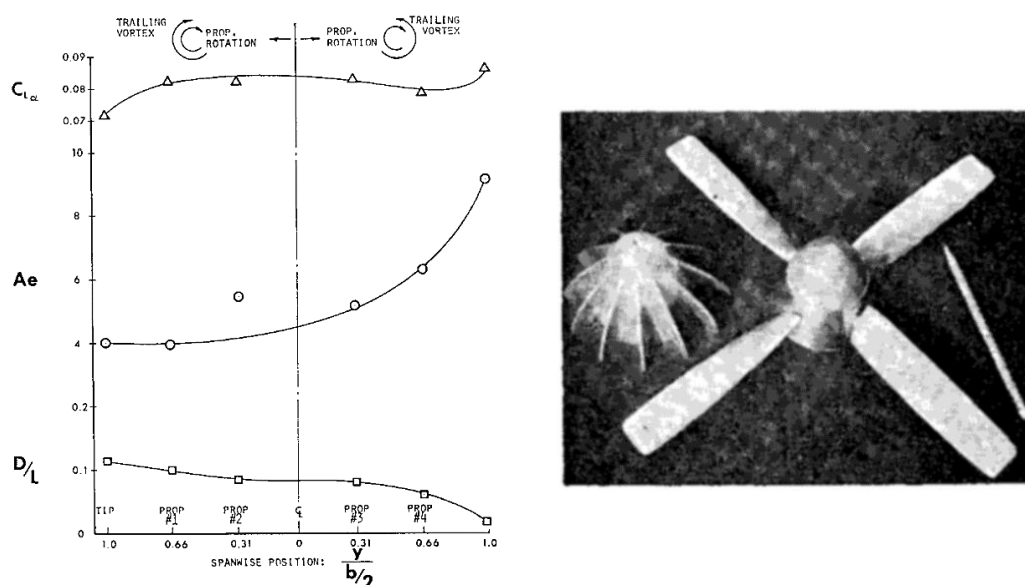 TRAILING VORTEX
PROP. ROTATION
PROP. ROTATION
TRAILING VORTEX
0.09
C_Lα
0.08
0.07
10
8
Ae
6
4
0.2
D/L
0.1
0
TIP
PROP #1
PROP #2
℄
PROP #3
PROP #4
1.0
0.66
0.31
0
0.31
0.66
1.0
SPANWISE POSITION: y / b/2